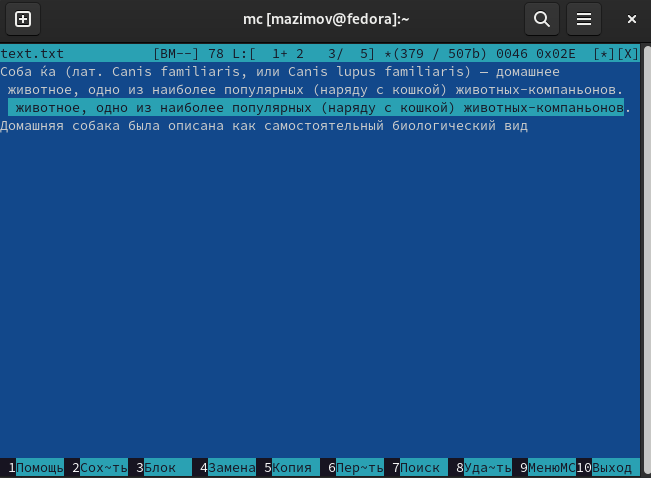 mc [mazimov@fedora]:~
text.txt [BM--] 78 L:[ 1+ 2 3/ 5] *(379 / 507b) 0046 0x02E [*][X]
Соба ́ка (лат. Canis familiaris, или Canis lupus familiaris) — домашнее
животное, одно из наиболее популярных (наряду с кошкой) животных-компаньонов.
животное, одно из наиболее популярных (наряду с кошкой) животных-компаньонов.
Домашняя собака была описана как самостоятельный биологический вид
1Помощь 2Сох~ть 3Блок 4Замена 5Копия 6Пер~ть 7Поиск 8Уда~ть 9МенюМС 10Выход